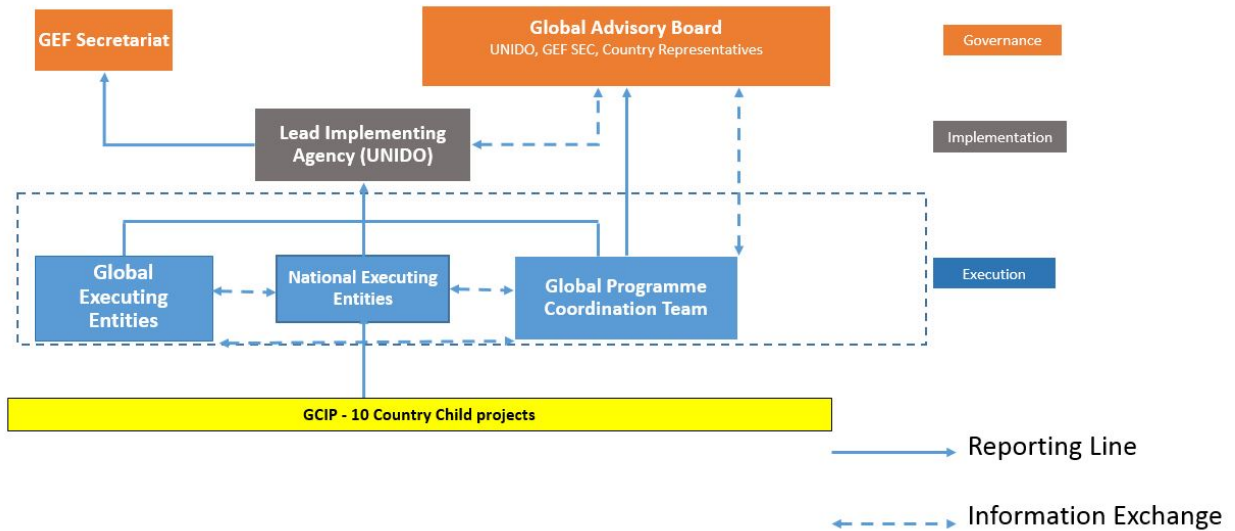 GEF Secretariat
Global Advisory Board
UNIDO, GEF SEC, Country Representatives
Governance
Lead Implementing
Agency (UNIDO)
Implementation
Global
Executing
Entities
National Executing
Entities
Global Programme
Coordination Team
Execution
GCIP - 10 Country Child projects
Reporting Line
Information Exchange